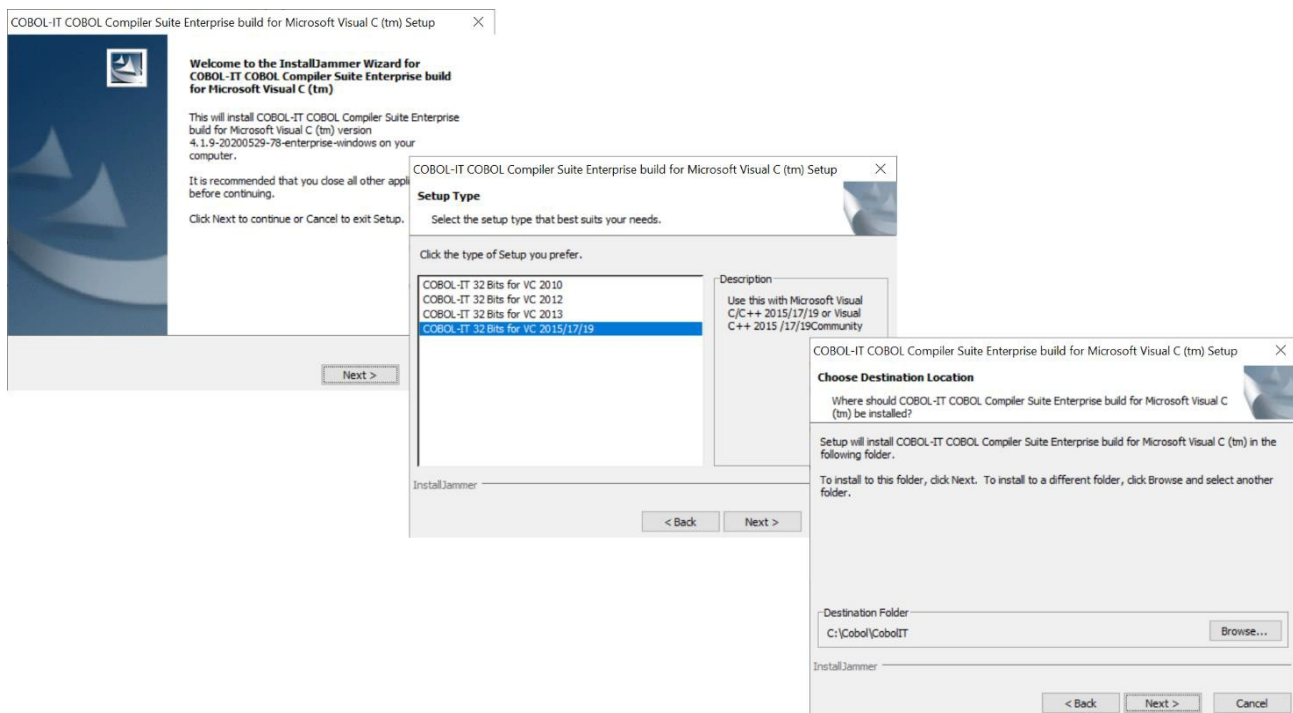 COBOL-IT COBOL Compiler Suite Enterprise build for Microsoft Visual C (tm) Setup
Welcome to the InstallJammer Wizard for
COBOL-IT COBOL Compiler Suite Enterprise build
for Microsoft Visual C (tm)
This will install COBOL-IT COBOL Compiler Suite Enterprise
build for Microsoft Visual C (tm) version
4.1.9-20200529-78-enterprise-windows on your
computer.
It is recommended that you close all other
before continuing.
Click Next to continue or Cancel to exit Setup.
Next >
COBOL-IT COBOL Compiler Suite Enterprise build for Microsoft Visual C (tm) Setup
Setup Type
Select the setup type that best suits your needs.
Click the type of Setup you prefer.
COBOL-IT 32 Bits for VC 2010
COBOL-IT 32 Bits for VC 2012
COBOL-IT 32 Bits for VC 2013
COBOL-IT 32 Bits for VC 2015/17/19
Description
Use this with Microsoft Visual
C/C++ 2015/17/19 or Visual
C++ 2015 /17/19Community
InstallJammer
< Back
Next >
COBOL-IT COBOL Compiler Suite Enterprise build for Microsoft Visual C (tm) Setup
Choose Destination Location
Where should COBOL-IT COBOL Compiler Suite Enterprise build for Microsoft Visual C
(tm) be installed?
Setup will install COBOL-IT COBOL Compiler Suite Enterprise build for Microsoft Visual C (tm) in the
following folder.
To install to this folder, click Next. To install to a different folder, click Browse and select another
folder.
Destination Folder
C:\Cobol\CobolIT
Browse...
InstallJammer
< Back
Next >
Cancel